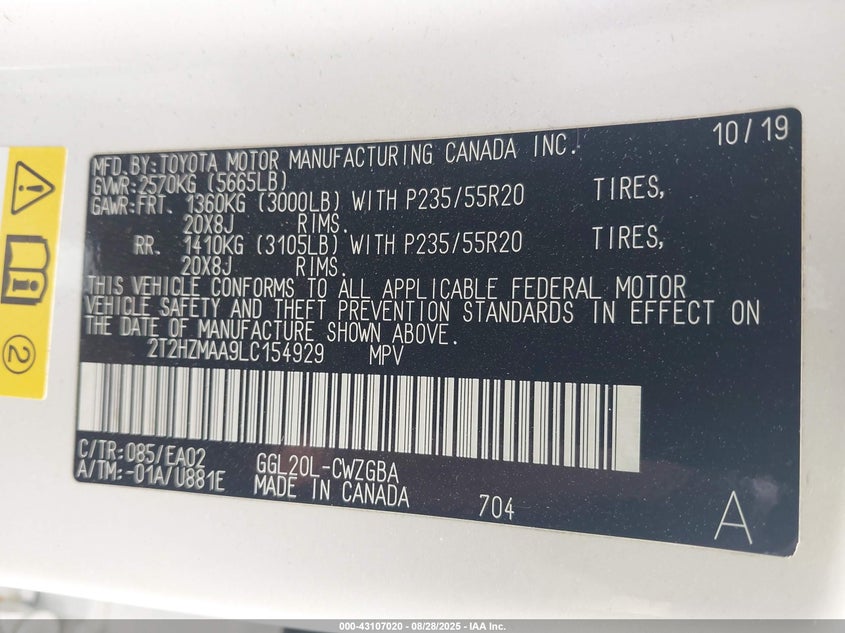 10/19
MFD.BY:TOYOTA MOTOR MANUFACTURING CANADA INC.
GVWR:2570KG (5665LB)
GAWR:FRT. 1360KG (3000LB) WITH P235/55R20 TIRES,
20X8J RIMS.
RR. 1410KG (3105LB) WITH P235/55R20 TIRES,
20X8J RIMS.
THIS VEHICLE CONFORMS TO ALL APPLICABLE FEDERAL MOTOR
VEHICLE SAFETY AND THEFT PREVENTION STANDARDS IN EFFECT ON
THE DATE OF MANUFACTURE SHOWN ABOVE.
2T2HZMAA9LC154929 MPV
C/TR:085/EA02
A/TM:-01A/U881E
GGL20L-CWZGBA
MADE IN CANADA
704
A
2
000-43107020 - 08/28/2025 - IAA Inc.